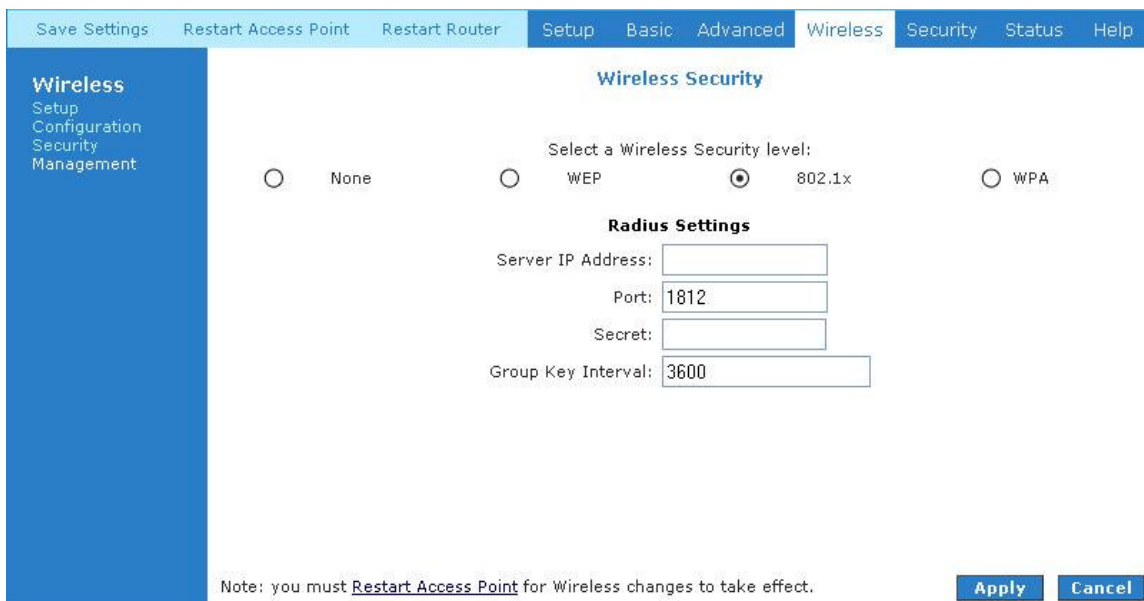 Save Settings Restart Access Point Restart Router Setup Basic Advanced Wireless Security Status Help
Wireless
Setup
Configuration
Security
Management
Wireless Security
Select a Wireless Security level:
None WEP 802.1x WPA
Radius Settings
Server IP Address:
Port: 1812
Secret:
Group Key Interval: 3600
Note: you must Restart Access Point for Wireless changes to take effect.
Apply Cancel